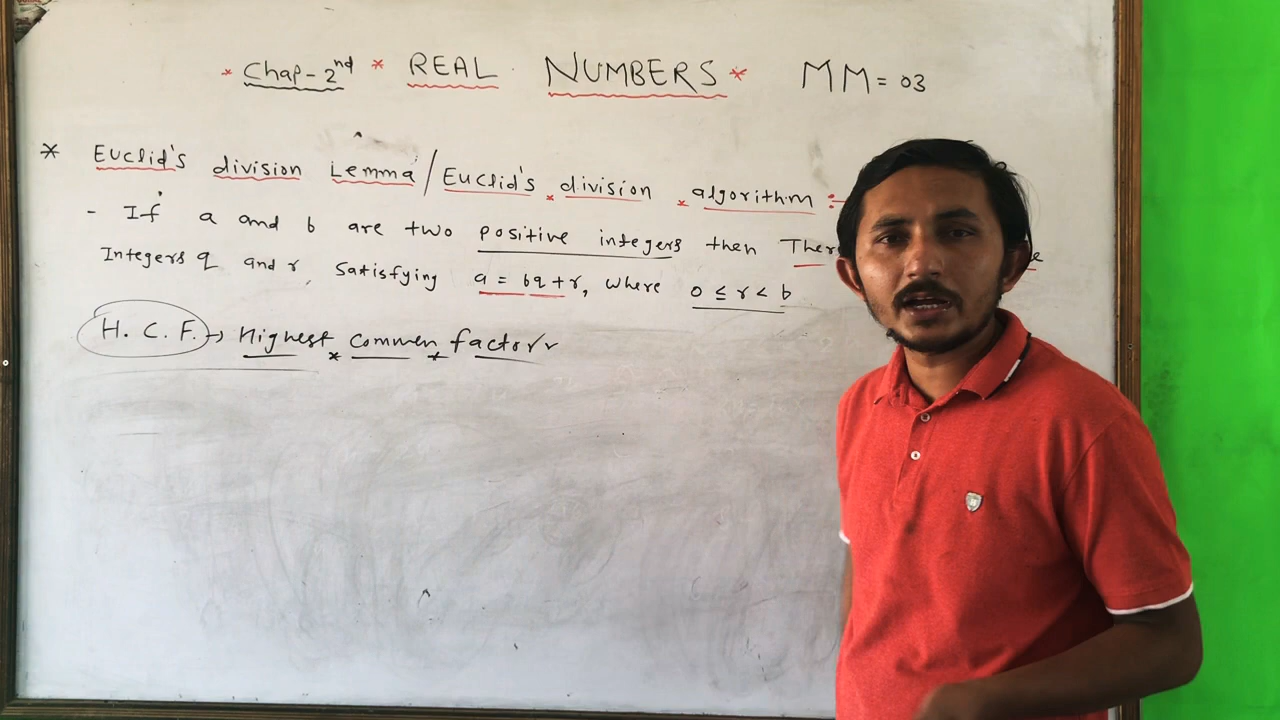 * Chap-2nd * REAL NUMBERS * MM = 03
* Euclid's division Lemma / Euclid's division algorithm :-
- If a and b are two positive integers then
Integers q and r, Satisfying a = bq + r, where 0 ≤ r < b
H. C. F. → Highest Common factor